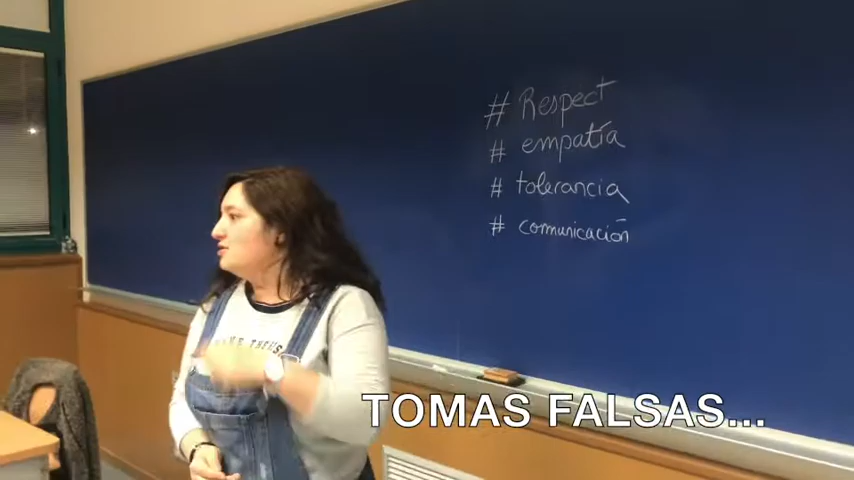 # Respect
# empatía
# tolerancia
# comunicación
TOMAS FALSAS...